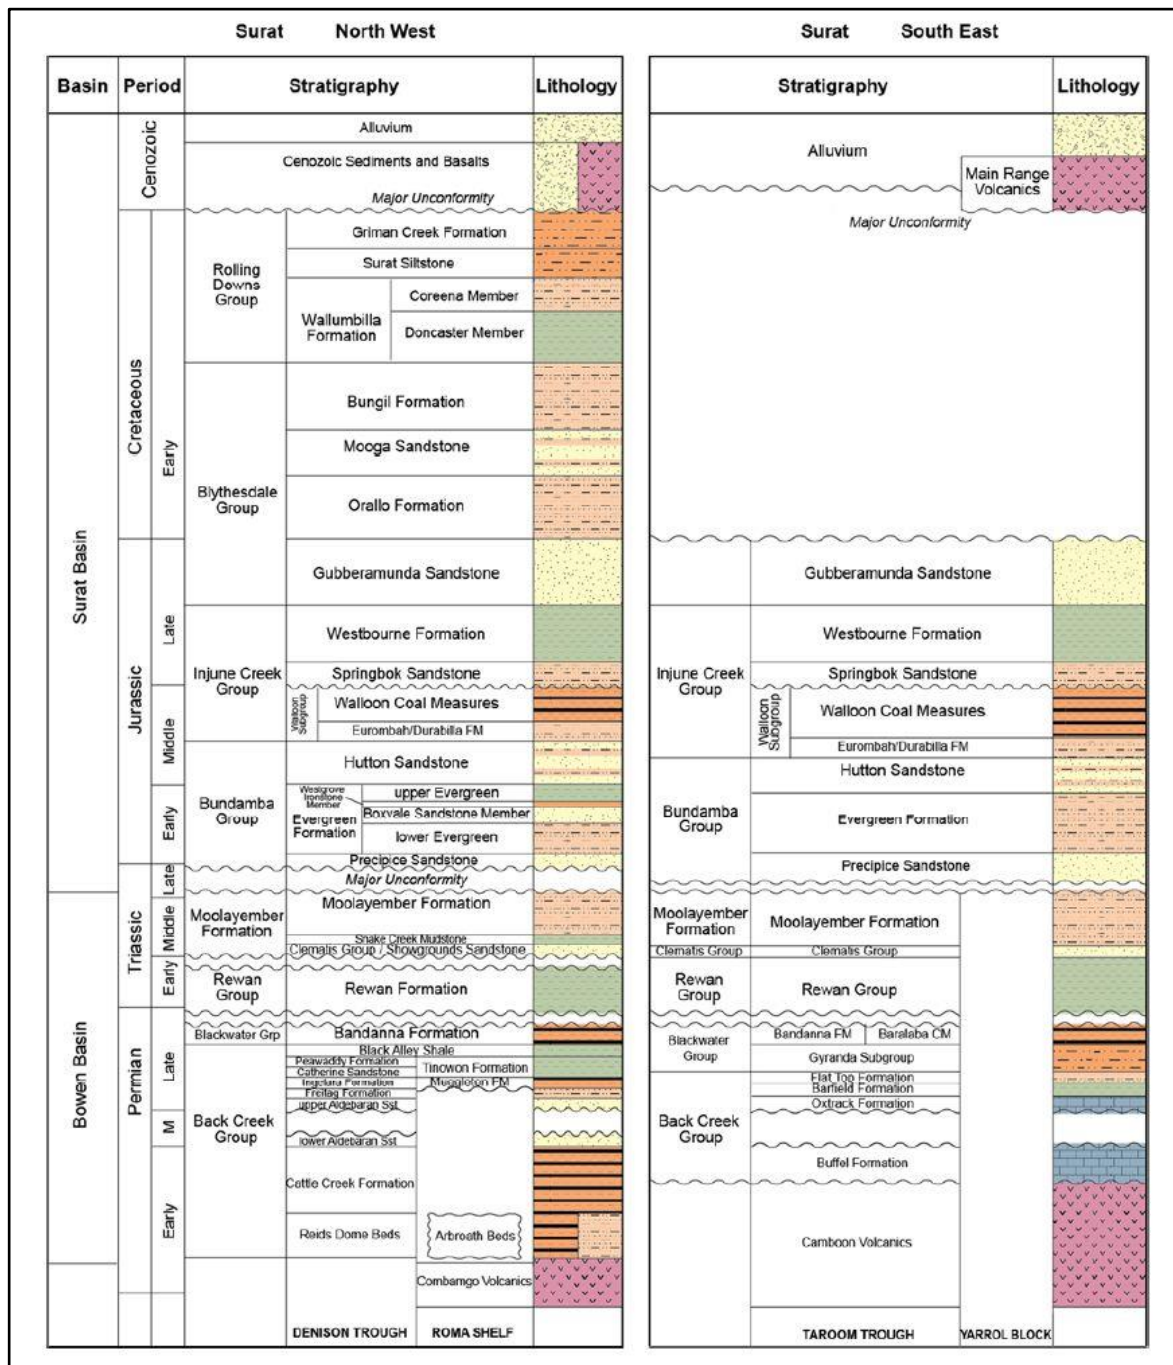 Surat North West
Surat South East
Basin
Period
Stratigraphy
Lithology
Stratigraphy
Lithology
Surat Basin
Bowen Basin
Cenozoic
Cretaceous
Early
Jurassic
Late
Middle
Early
Triassic
Late
Middle
Early
Permian
Late
M
Early
Alluvium
Cenozoic Sediments and Basalts
Major Unconformity
Rolling
Downs
Group
Griman Creek Formation
Surat Siltstone
Wallumbilla
Formation
Coreena Member
Doncaster Member
Blythesdale
Group
Bungil Formation
Mooga Sandstone
Orallo Formation
Gubberamunda Sandstone
Injune Creek
Group
Westbourne Formation
Springbok Sandstone
Walloon
Subgroup
Walloon Coal Measures
Eurombah/Durabilla FM
Bundamba
Group
Hutton Sandstone
Westgrove
Ironstone
Member
Evergreen
Formation
upper Evergreen
Boxvale Sandstone Member
lower Evergreen
Precipice Sandstone
Major Unconformity
Moolayember
Formation
Moolayember Formation
Snake Creek Mudstone
Clematis Group / Showgrounds Sandstone
Rewan
Group
Rewan Formation
Blackwater Grp
Bandanna Formation
Back Creek
Group
Black Alley Shale
Peawaddy Formation
Catherine Sandstone
Ingelara Formation
Freitag Formation
upper Aldebaran Sst
Tinowon Formation
Muggleton FM
lower Aldebaran Sst
Cattle Creek Formation
Reids Dome Beds
Arbroath Beds
Combarngo Volcanics
DENISON TROUGH
ROMA SHELF
Alluvium
Main Range
Volcanics
Major Unconformity
Gubberamunda Sandstone
Injune Creek
Group
Westbourne Formation
Springbok Sandstone
Walloon
Subgroup
Walloon Coal Measures
Eurombah/Durabilla FM
Bundamba
Group
Hutton Sandstone
Evergreen Formation
Precipice Sandstone
Moolayember
Formation
Moolayember Formation
Clematis Group
Clematis Group
Rewan
Group
Rewan Group
Blackwater
Group
Bandanna FM
Baralaba CM
Gyranda Subgroup
Back Creek
Group
Flat Top Formation
Barfield Formation
Oxtrack Formation
Buffel Formation
Camboon Volcanics
TAROOM TROUGH
YARROL BLOCK